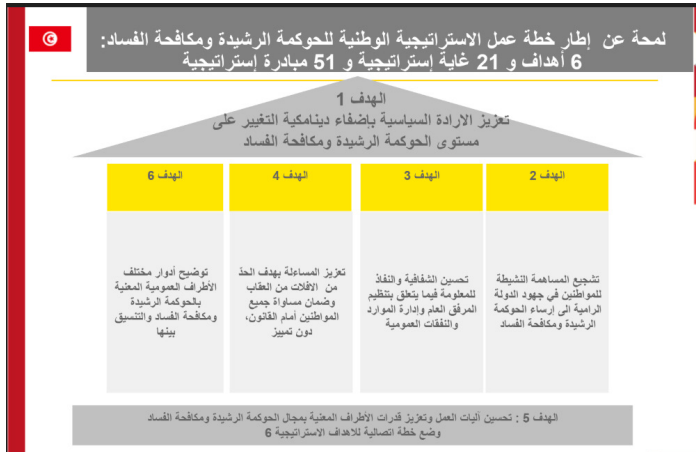 لمحة عن إطار خطة عمل الاستراتيجية الوطنية للحوكمة الرشيدة ومكافحة الفساد:
6 أهداف و 21 غاية إستراتيجية و 51 مبادرة إستراتيجية
الهدف 1
تعزيز الارادة السياسية بإضفاء دينامكية التغيير على
مستوى الحوكمة الرشيدة ومكافحة الفساد
الهدف 2
تشجيع المساهمة النشيطة
للمواطنين في جهود الدولة
الرامية الى إرساء الحوكمة
الرشيدة ومكافحة الفساد
الهدف 3
تحسين الشفافية والنفاذ
للمعلومة فيما يتعلق بتنظيم
المرفق العام وإدارة الموارد
والنفقات العمومية
الهدف 4
تعزيز المساءلة بهدف الحد
من الافلات من العقاب
وضمان مساواة جميع
المواطنين أمام القانون،
دون تمييز
الهدف 6
توضيح أدوار مختلف
الأطراف العمومية المعنية
بالحوكمة الرشيدة
ومكافحة الفساد والتنسيق
بينها
الهدف 5 : تحسين آليات العمل وتعزيز قدرات الأطراف المعنية بمجال الحوكمة الرشيدة ومكافحة الفساد
وضع خطة اتصالية للاهداف الاستراتيجية 6